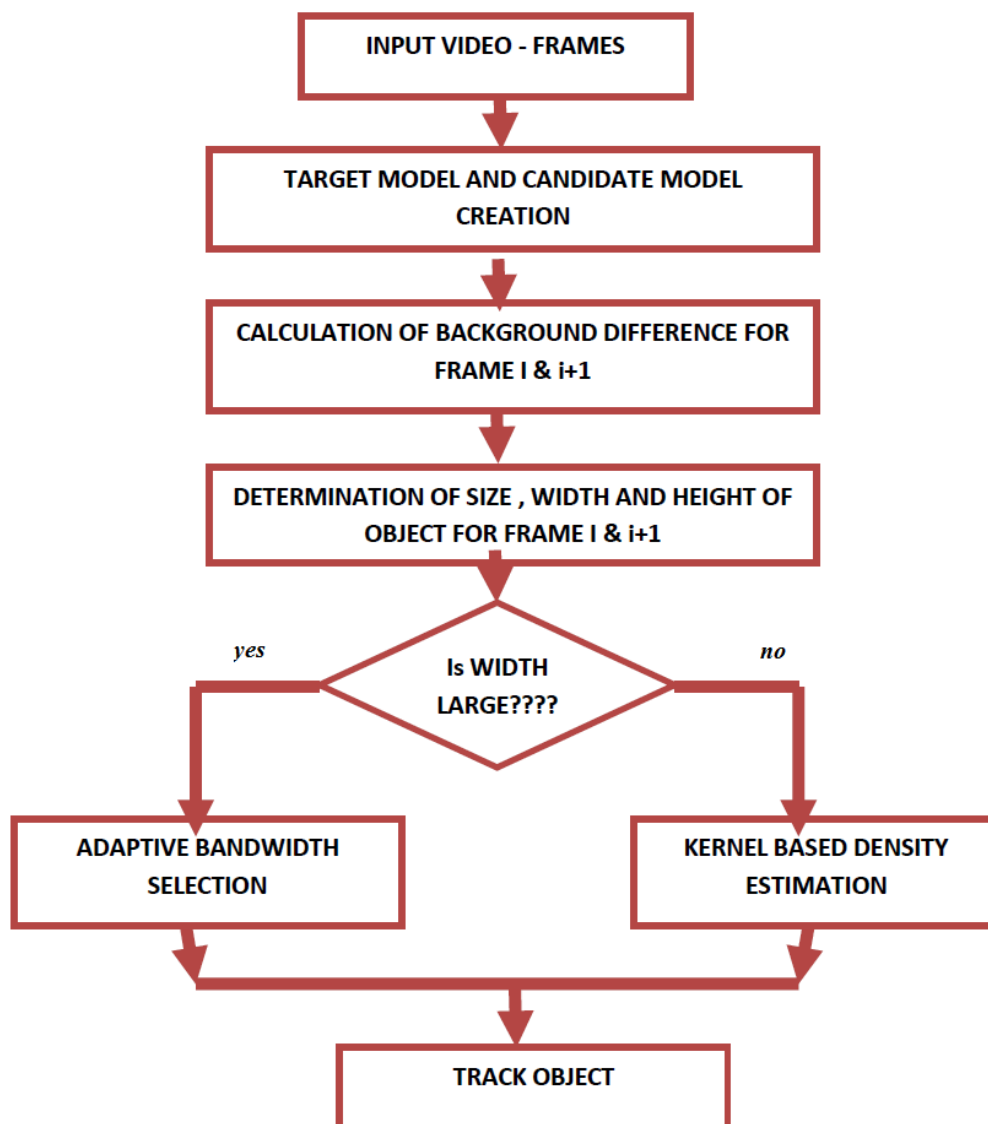 INPUT VIDEO - FRAMES
TARGET MODEL AND CANDIDATE MODEL
CREATION
CALCULATION OF BACKGROUND DIFFERENCE FOR
FRAME I & i+1
DETERMINATION OF SIZE , WIDTH AND HEIGHT OF
OBJECT FOR FRAME I & i+1
Is WIDTH
LARGE????
yes
no
ADAPTIVE BANDWIDTH
SELECTION
KERNEL BASED DENSITY
ESTIMATION
TRACK OBJECT